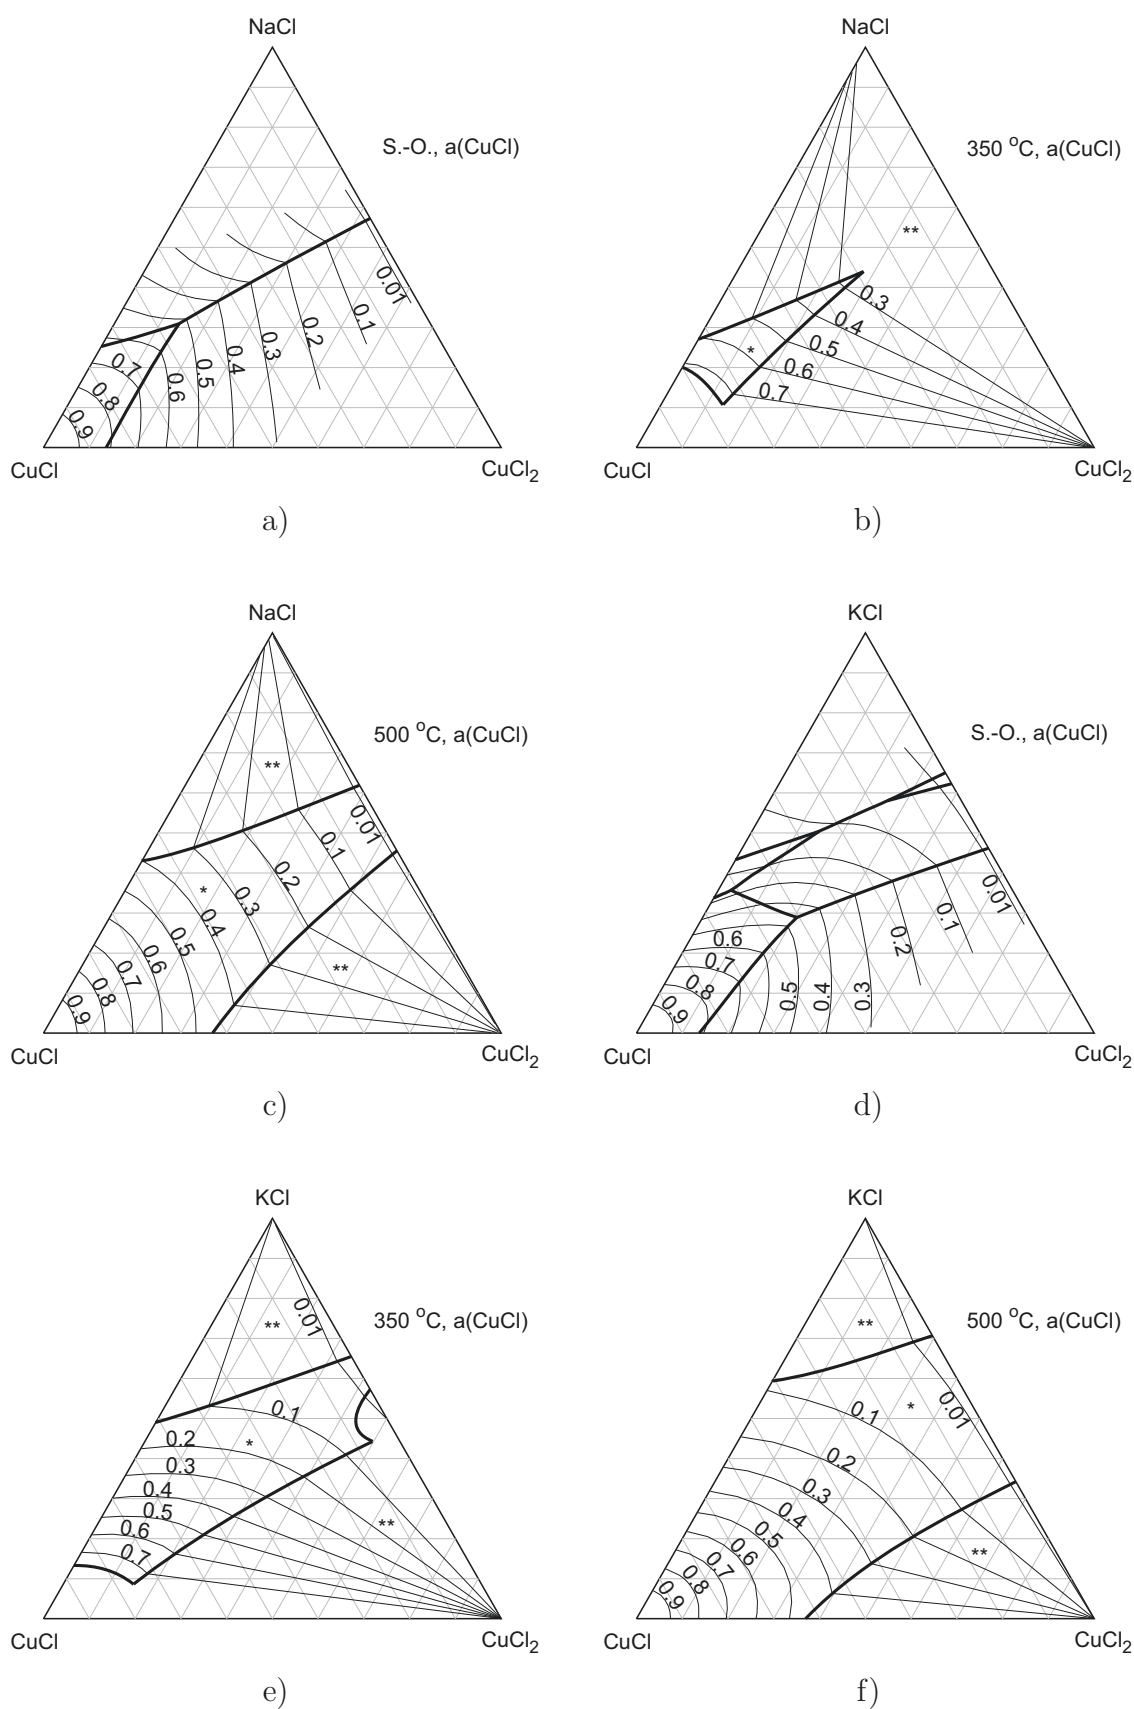 NaCl
S.-O., a(CuCl)
0.01
0.1
0.2
0.3
0.4
0.5
0.6
0.7
0.8
0.9
CuCl
CuCl2
a)
NaCl
350 °C, a(CuCl)
**
0.3
0.4
0.5
*
0.6
0.7
CuCl
CuCl2
b)
NaCl
500 °C, a(CuCl)
**
0.01
0.1
0.2
*
0.3
0.4
0.5
0.6
**
0.7
0.8
0.9
CuCl
CuCl2
c)
KCl
S.-O., a(CuCl)
0.01
0.1
0.2
0.6
0.7
0.8
0.5
0.4
0.3
0.9
CuCl
CuCl2
d)
KCl
350 °C, a(CuCl)
0.01
**
0.1
0.2
*
0.3
0.4
0.5
0.6
**
0.7
CuCl
CuCl2
e)
KCl
500 °C, a(CuCl)
**
0.01
*
0.1
0.2
0.3
0.4
0.5
0.6
**
0.7
0.8
0.9
CuCl
CuCl2
f)